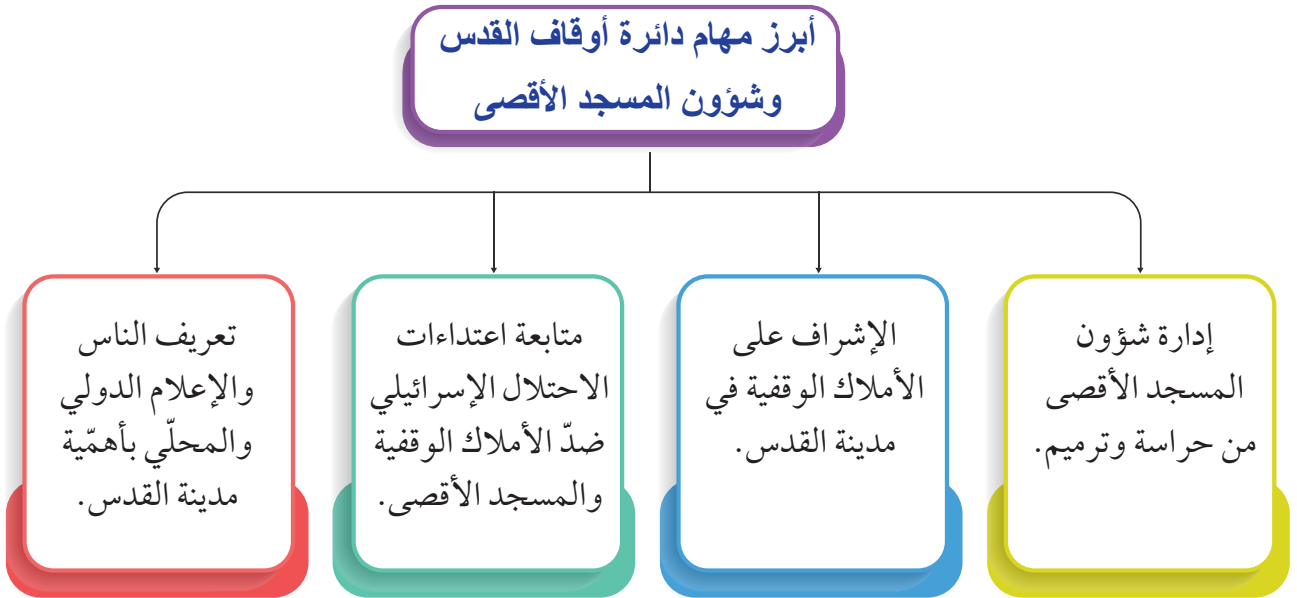 أبرز مهام دائرة أوقاف القدس
وشؤون المسجد الأقصى
إدارة شؤون
المسجد الأقصى
من حراسة وترميم.
الإشراف على
الأملاك الوقفية في
مدينة القدس.
متابعة اعتداءات
الاحتلال الإسرائيلي
ضدّ الأملاك الوقفية
والمسجد الأقصى.
تعريف الناس
والإعلام الدولي
والمحلّي بأهمّية
مدينة القدس.